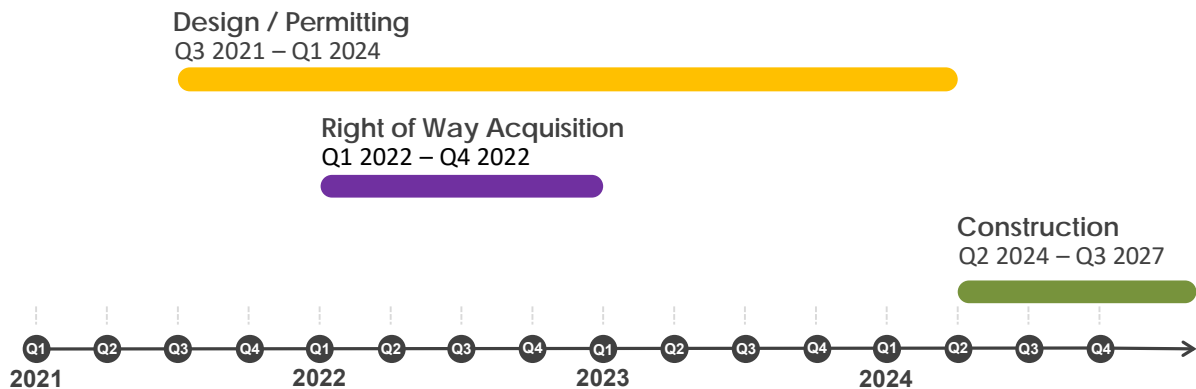 Design / Permitting
Q3 2021 – Q1 2024
Right of Way Acquisition
Q1 2022 – Q4 2022
Construction
Q2 2024 – Q3 2027
Q1 Q2 Q3 Q4 Q1 Q2 Q3 Q4 Q1 Q2 Q3 Q4 Q1 Q2 Q3 Q4
2021 2022 2023 2024